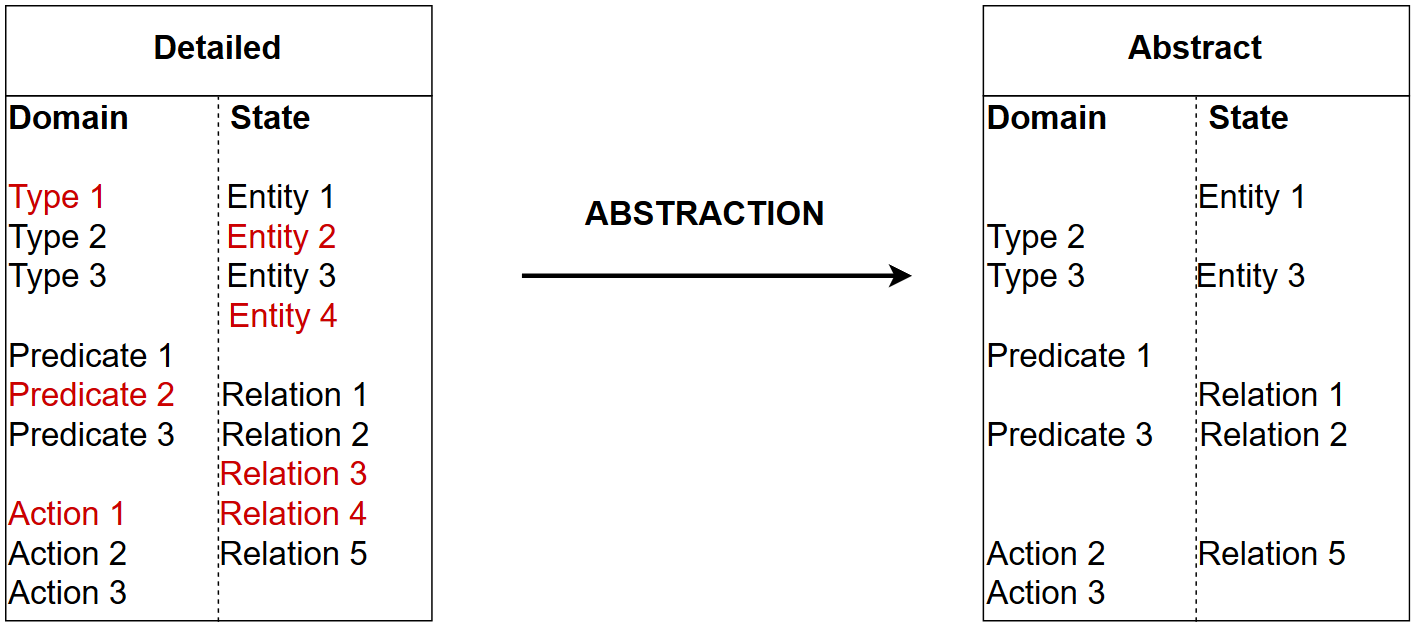 Detailed
Domain State
Type 1 Entity 1
Type 2 Entity 2
Type 3 Entity 3
Entity 4
Predicate 1
Predicate 2 Relation 1
Predicate 3 Relation 2
Relation 3
Action 1 Relation 4
Action 2 Relation 5
Action 3
ABSTRACTION
Abstract
Domain State
Entity 1
Type 2
Type 3 Entity 3
Predicate 1
Relation 1
Predicate 3 Relation 2
Action 2 Relation 5
Action 3